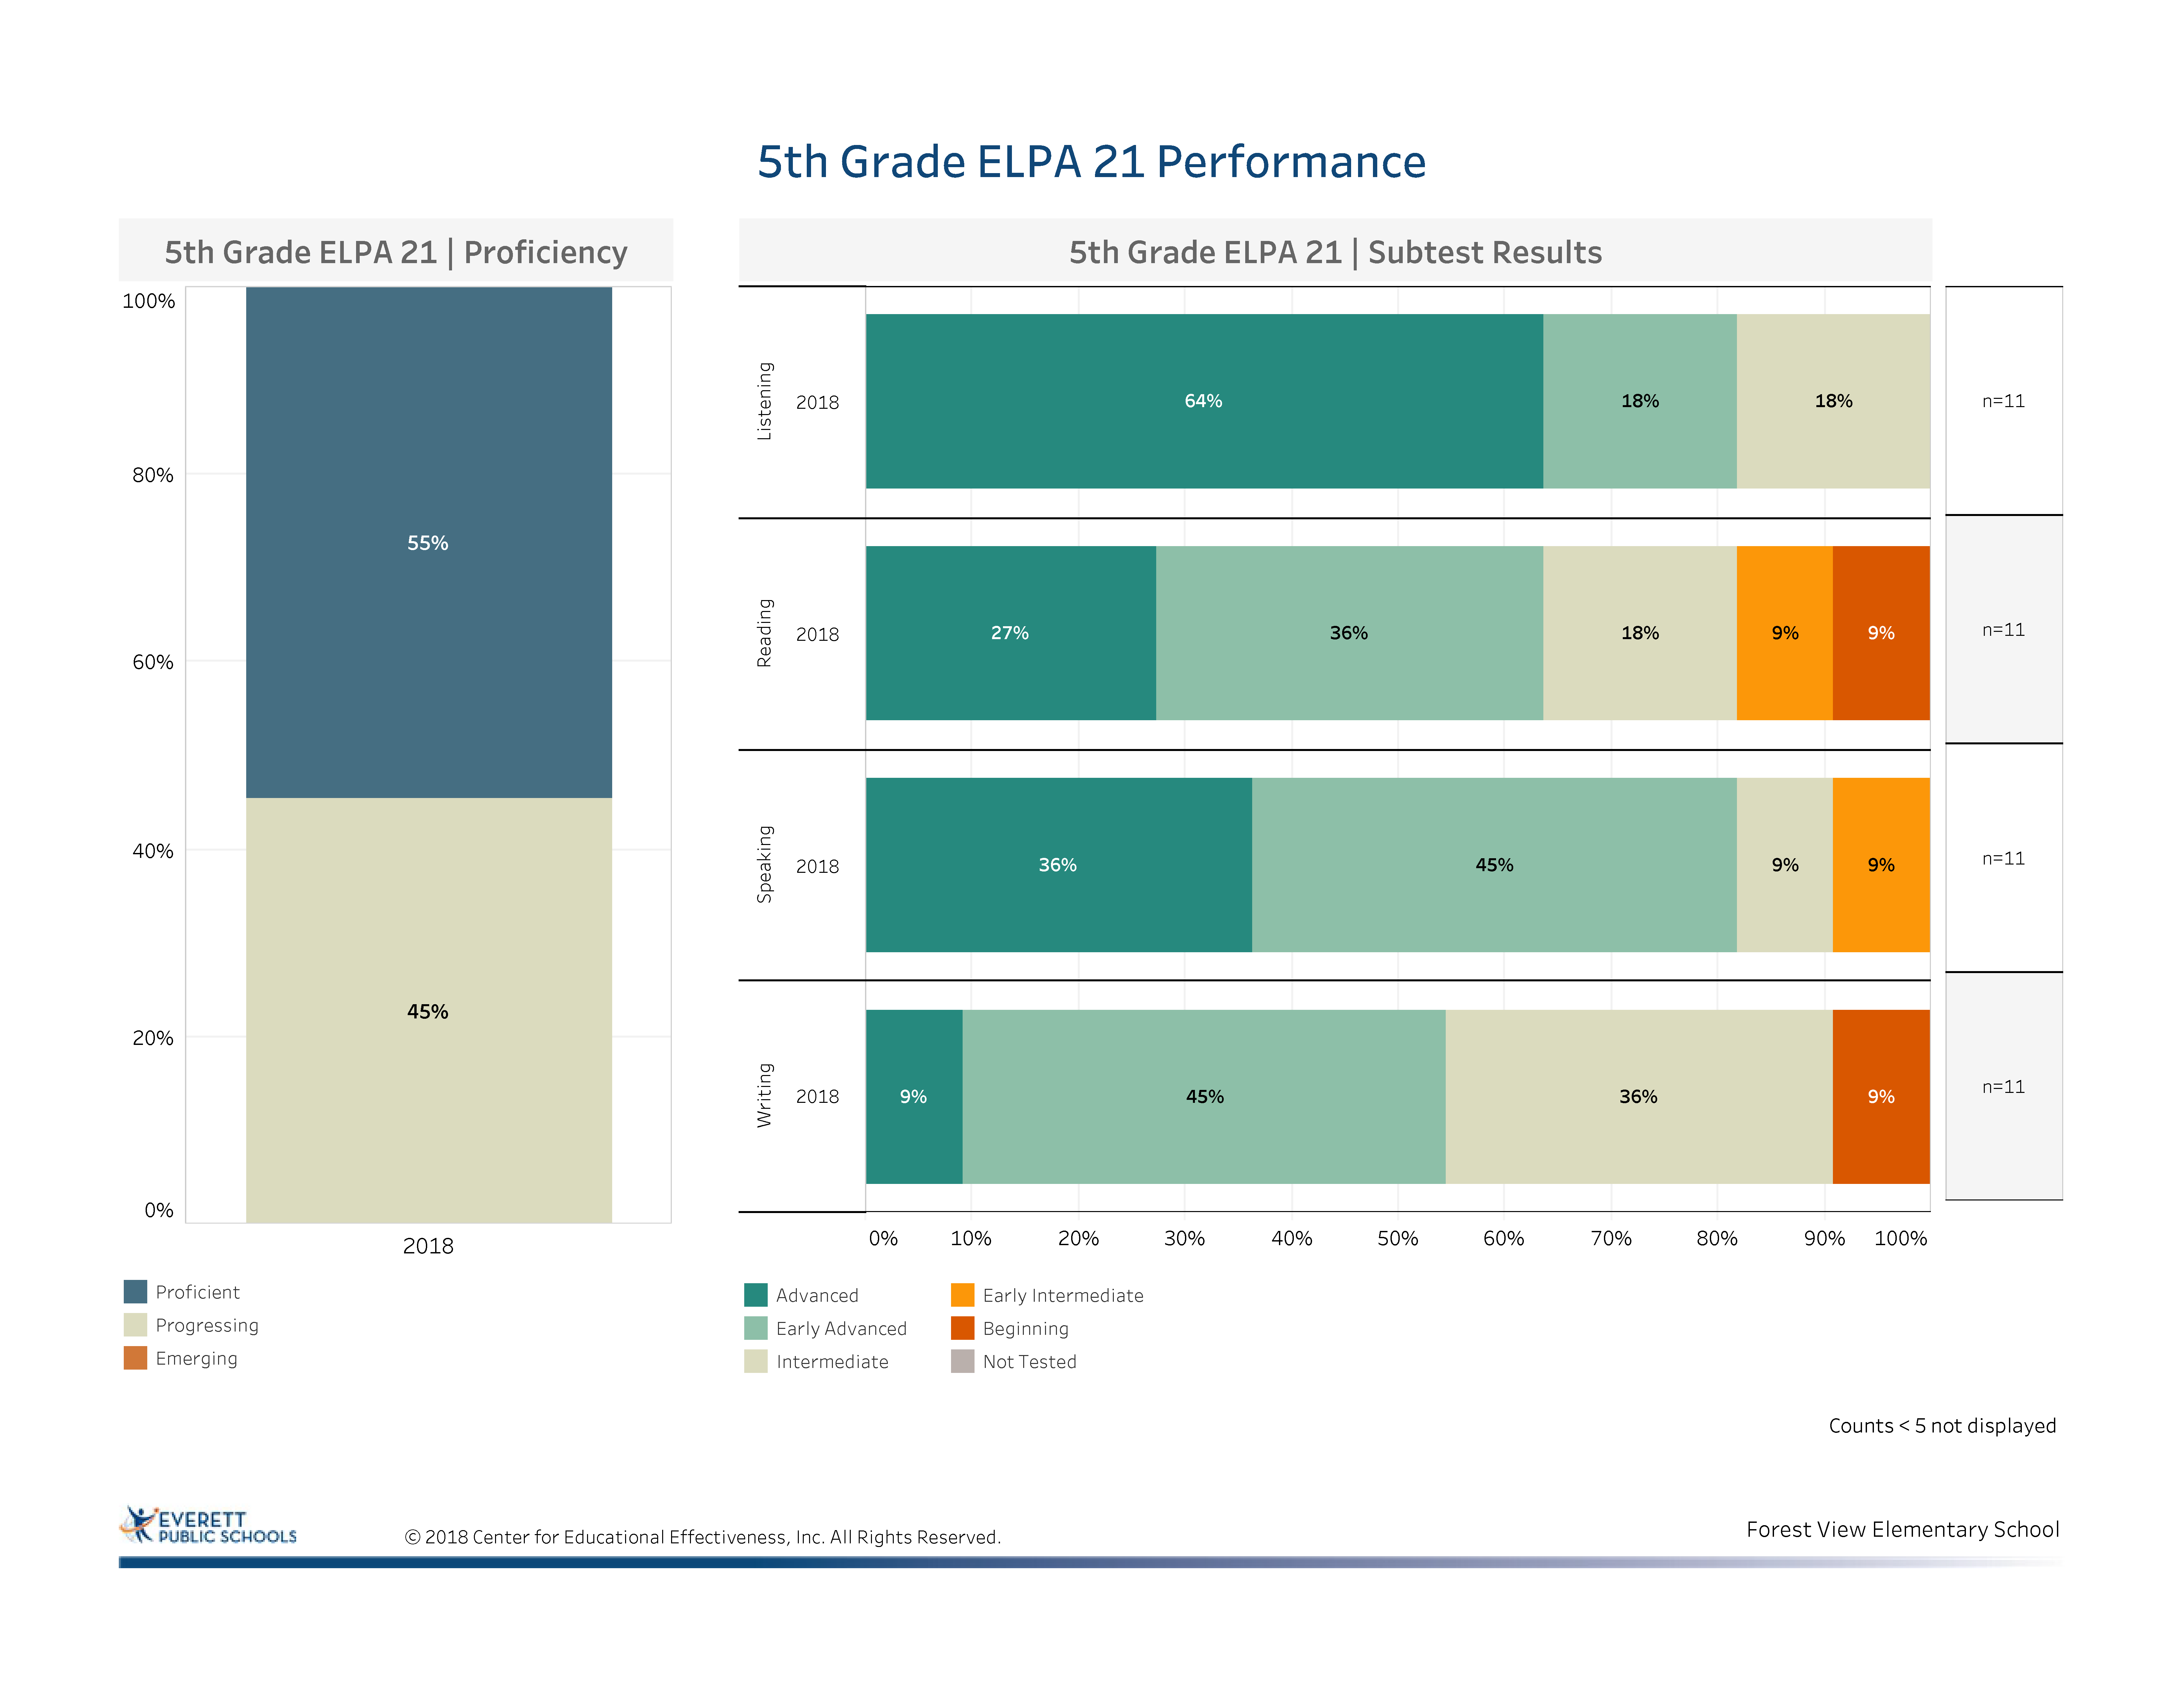 5th Grade ELPA 21 Performance
5th Grade ELPA 21 | Proficiency
100%
80%
60%
40%
20%
0%
55%
45%
2018
Proficient
Progressing
Emerging
5th Grade ELPA 21 | Subtest Results
Listening
2018
64%
18%
18%
n=11
Reading
2018
27%
36%
18%
9%
9%
n=11
Speaking
2018
36%
45%
9%
9%
n=11
Writing
2018
9%
45%
36%
9%
n=11
0% 10% 20% 30% 40% 50% 60% 70% 80% 90% 100%
Advanced
Early Advanced
Intermediate
Early Intermediate
Beginning
Not Tested
Counts < 5 not displayed
EVERETT
PUBLIC SCHOOLS
© 2018 Center for Educational Effectiveness, Inc. All Rights Reserved.
Forest View Elementary School